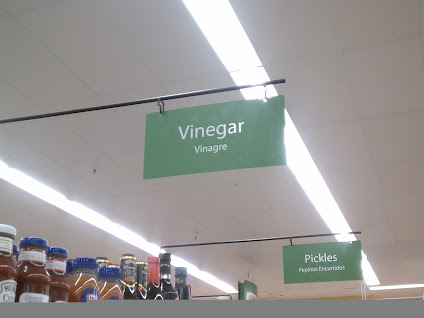 Vinegar
Vinagre
Pickles
Pepinos Encurtidos